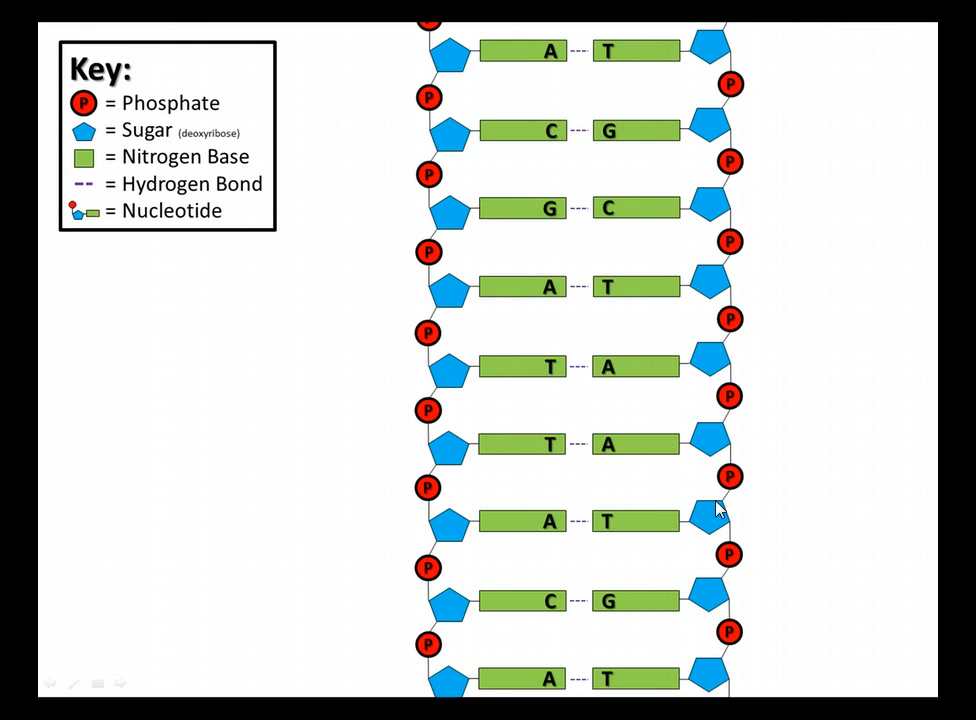 Key:
P = Phosphate
= Sugar (deoxyribose)
= Nitrogen Base
= Hydrogen Bond
= Nucleotide
P
A T
P
P
C G
P
P
G C
P
P
A T
P
P
T A
P
P
T A
P
P
A T
P
P
C G
P
P
A T